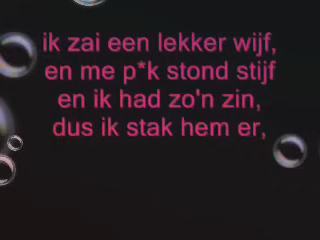 ik zai een lekker wijf,
en me p*k stond stijf
en ik had zo'n zin,
dus ik stak hem er,